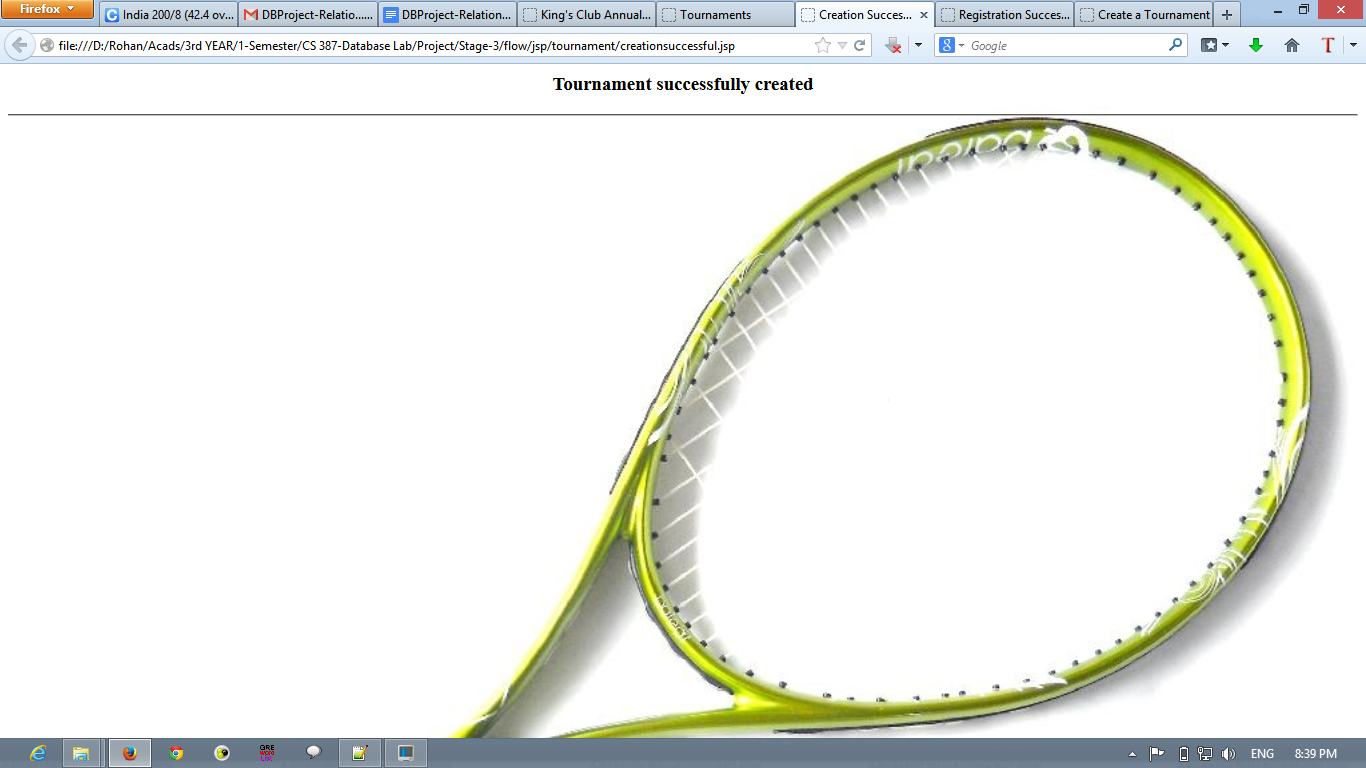 Firefox
India 200/8 (42.4 ov...
DBProject-Relatio......
DBProject-Relation...
King's Club Annual...
Tournaments
Creation Succes...
Registration Succes...
Create a Tournament
file:///D:/Rohan/Acads/3rd YEAR/1-Semester/CS 387-Database Lab/Project/Stage-3/flow/jsp/tournament/creationsuccessful.jsp
Google
Tournament successfully created
GRE
ENG
8:39 PM